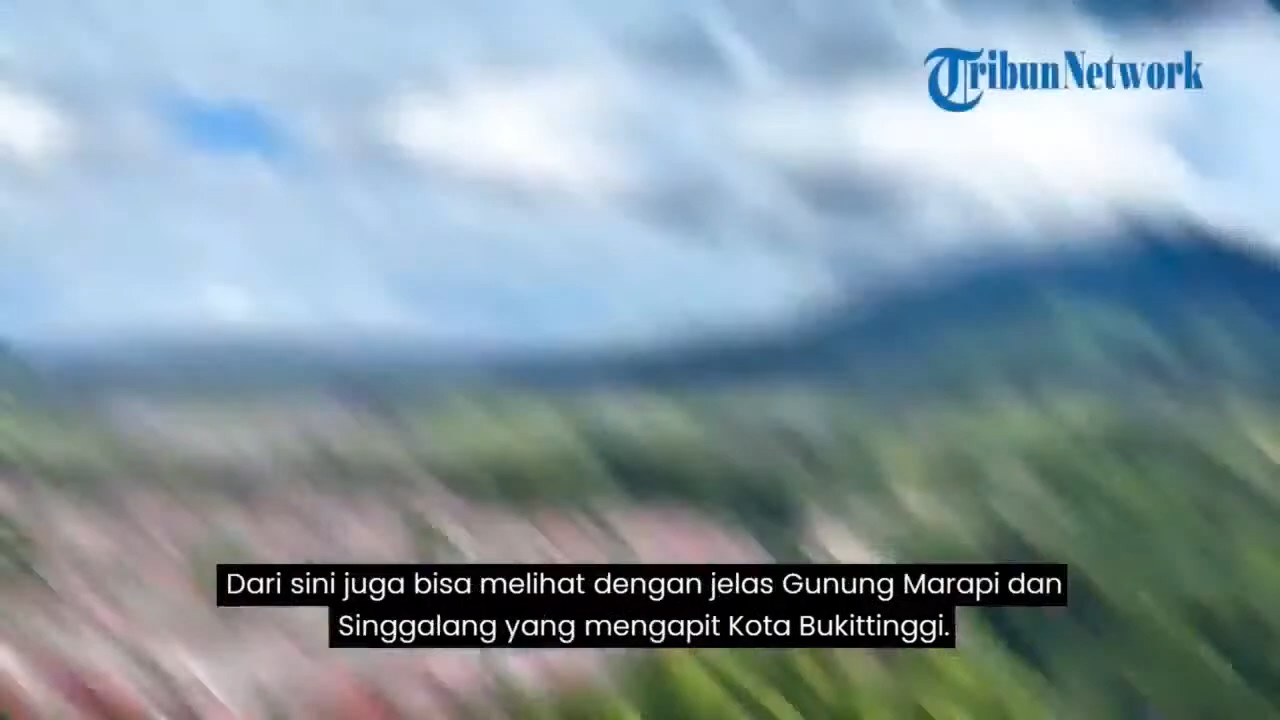 TribunNetwork
Dari sini juga bisa melihat dengan jelas Gunung Marapi dan
Singgalang yang mengapit Kota Bukittinggi.